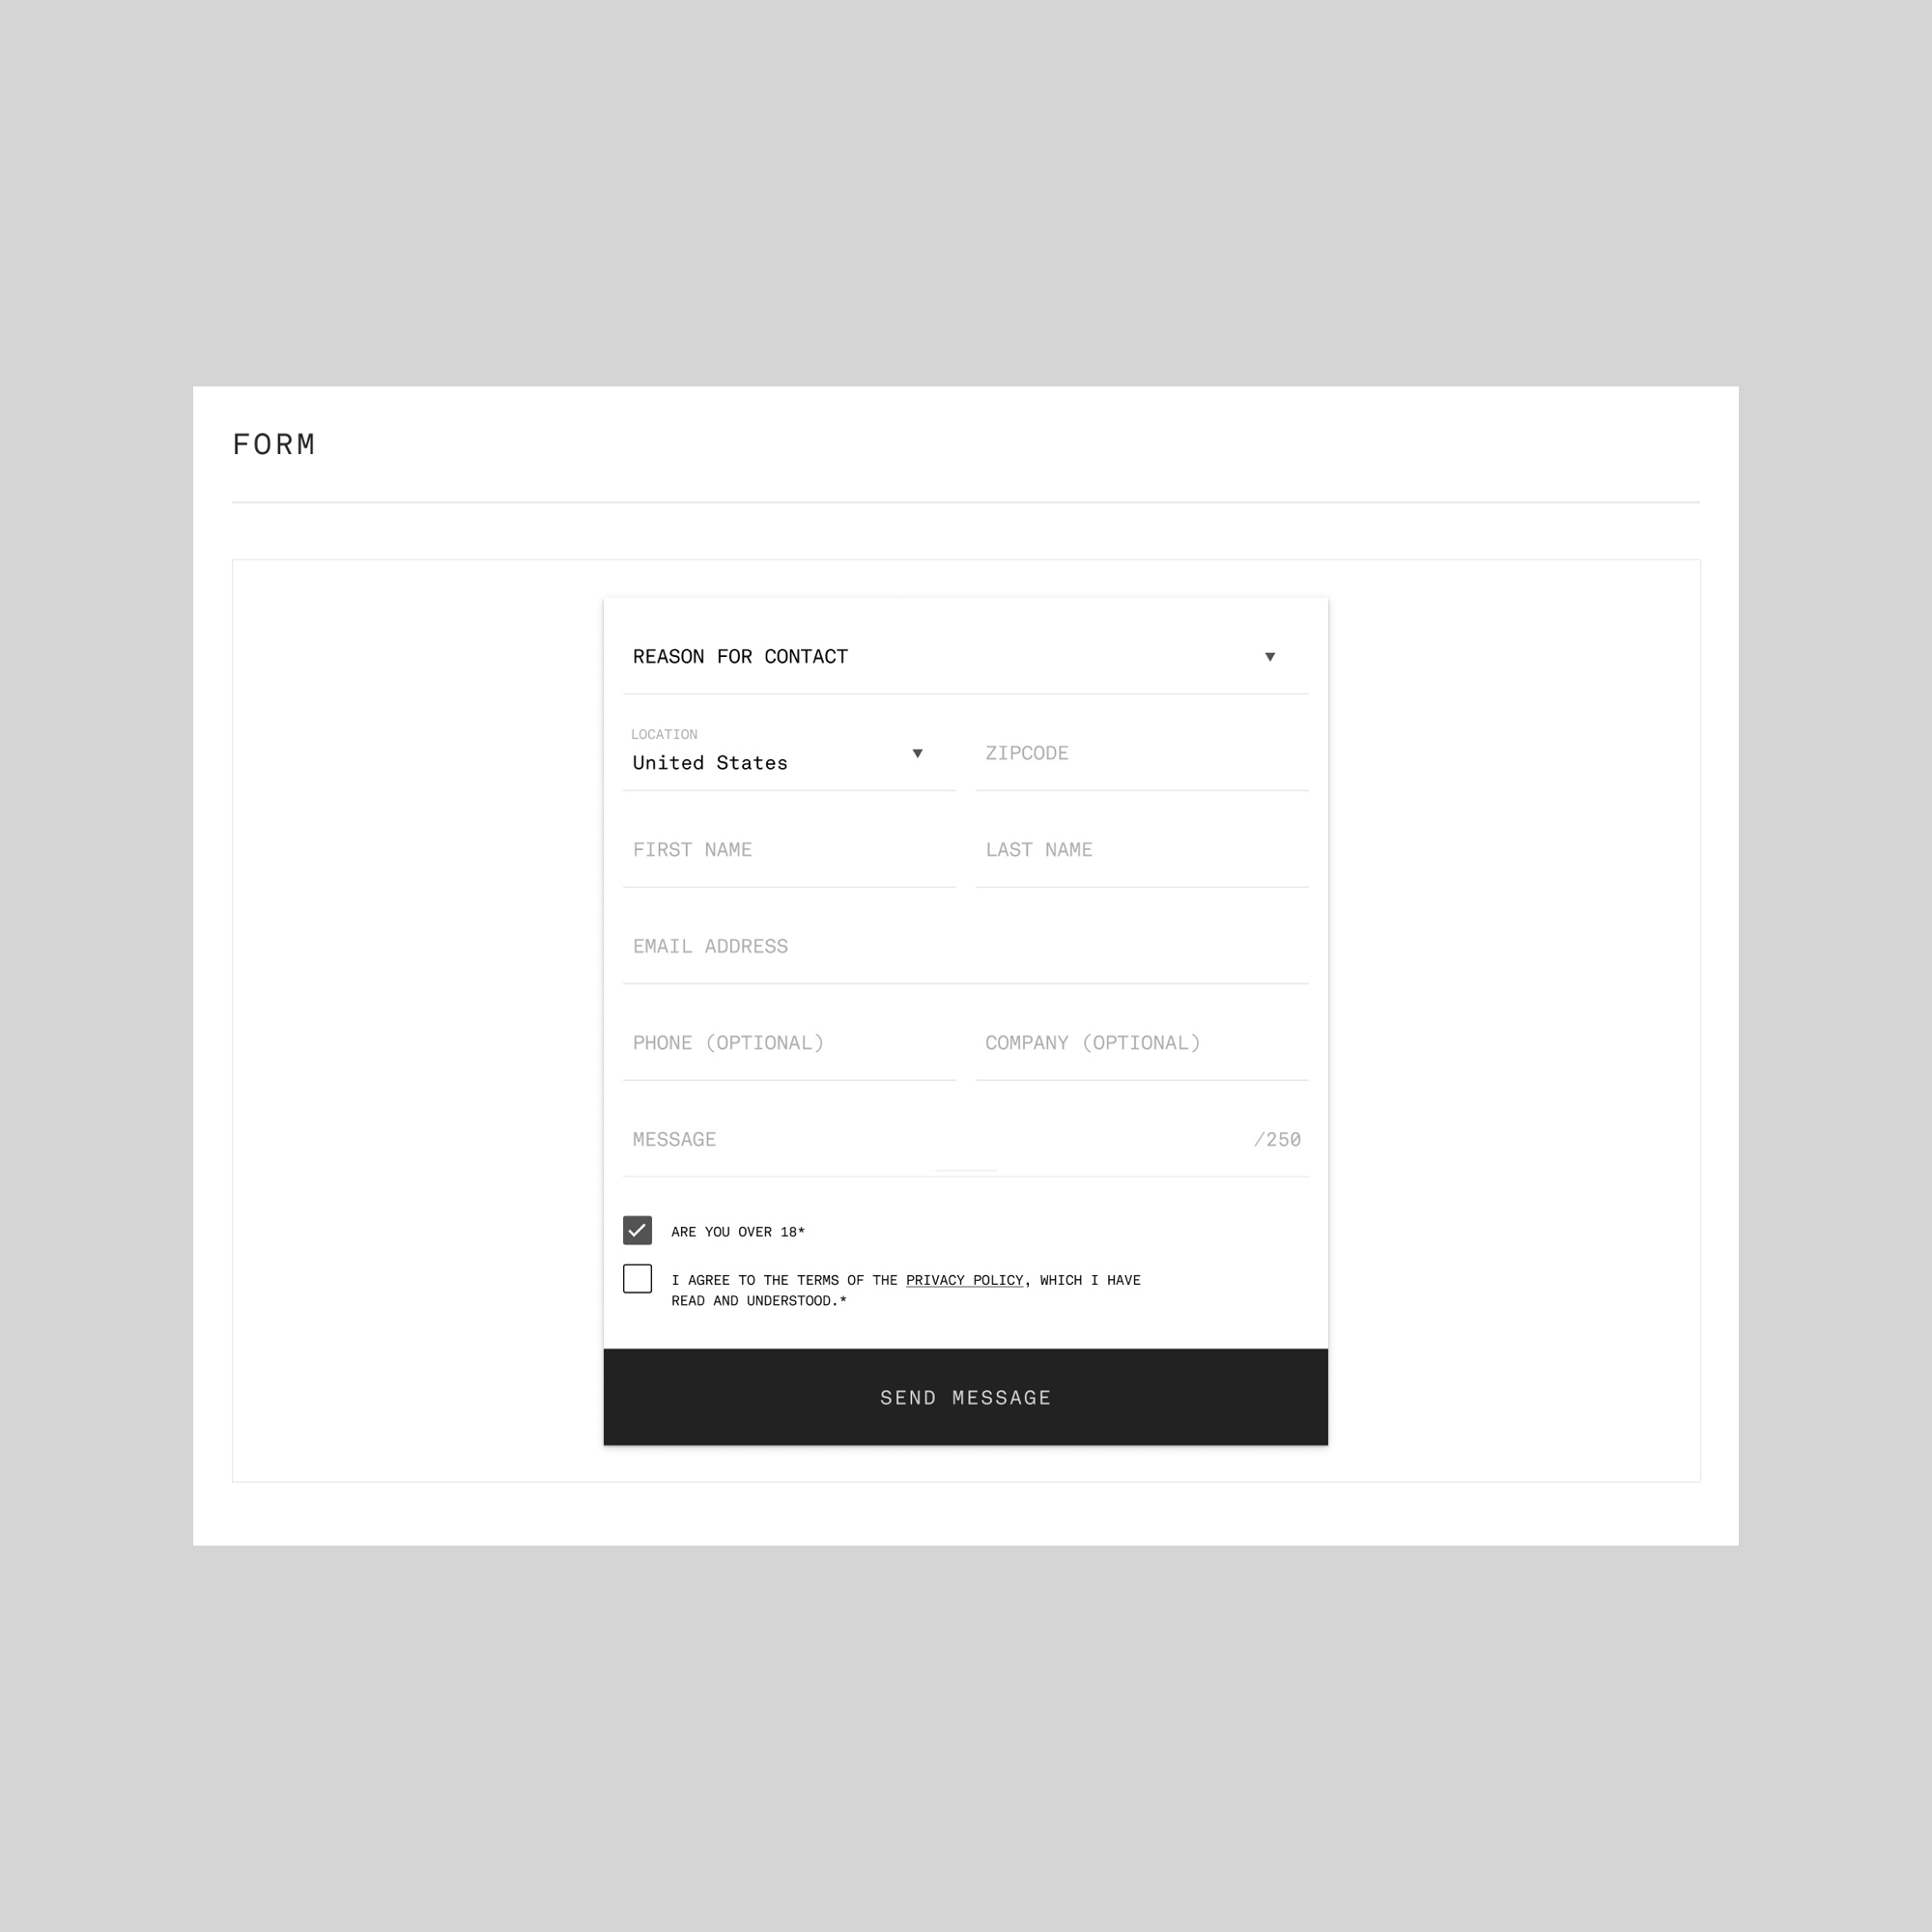 FORM
REASON FOR CONTACT
LOCATION
United States
ZIPCODE
FIRST NAME
LAST NAME
EMAIL ADDRESS
PHONE (OPTIONAL)
COMPANY (OPTIONAL)
MESSAGE
/250
ARE YOU OVER 18*
I AGREE TO THE TERMS OF THE PRIVACY POLICY, WHICH I HAVE
READ AND UNDERSTOOD.*
SEND MESSAGE